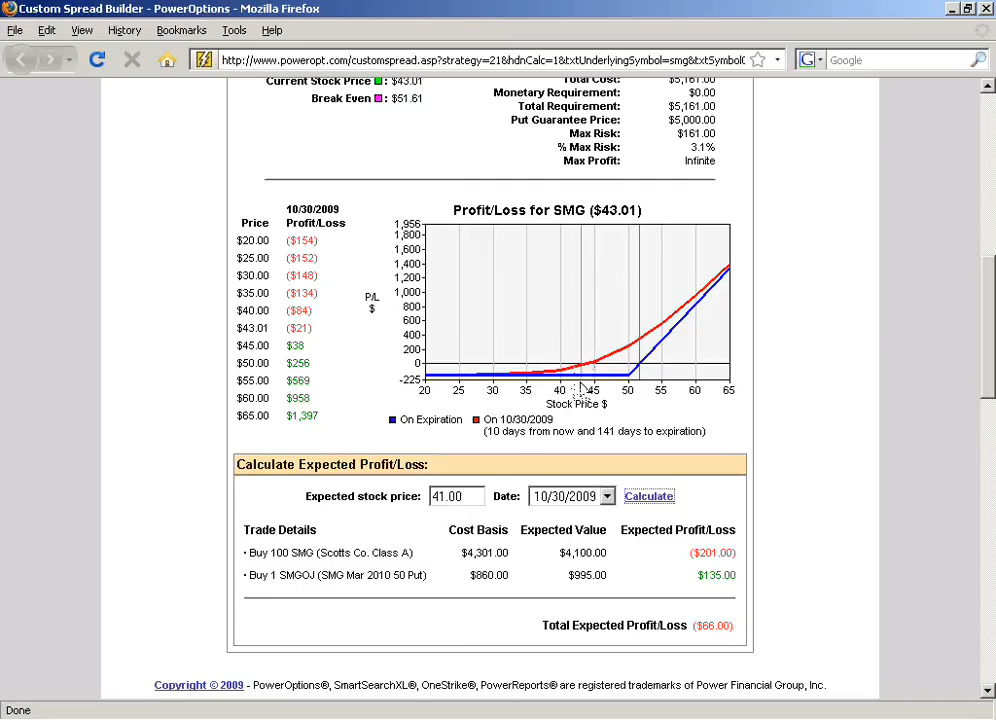 Custom Spread Builder - PowerOptions - Mozilla Firefox
File Edit View History Bookmarks Tools Help
http://www.poweropt.com/customspread.asp?strategy=21&hdnCalc=1&txtUnderlyingSymbol=smg&txtSymbol
G Google
Current Stock Price : $43.01
Break Even : $51.61
Total Cost: $5,161.00
Monetary Requirement: $0.00
Total Requirement: $5,161.00
Put Guarantee Price: $5,000.00
Max Risk: $161.00
% Max Risk: 3.1%
Max Profit: Infinite
10/30/2009
Price Profit/Loss
$20.00 ($154)
$25.00 ($152)
$30.00 ($148)
$35.00 ($134)
$40.00 ($84)
$43.01 ($21)
$45.00 $38
$50.00 $256
$55.00 $569
$60.00 $958
$65.00 $1,397
Profit/Loss for SMG ($43.01)
1,956
1,800
1,600
1,400
1,200
1,000
800
600
400
200
0
-225
P/L
$
20 25 30 35 40 45 50 55 60 65
Stock Price $
On Expiration On 10/30/2009
(10 days from now and 141 days to expiration)
Calculate Expected Profit/Loss:
Expected stock price: 41.00 Date: 10/30/2009 Calculate
Trade Details Cost Basis Expected Value Expected Profit/Loss
• Buy 100 SMG (Scotts Co. Class A) $4,301.00 $4,100.00 ($201.00)
• Buy 1 SMGOJ (SMG Mar 2010 50 Put) $860.00 $995.00 $135.00
Total Expected Profit/Loss ($66.00)
Copyright © 2009 - PowerOptions®, SmartSearchXL®, OneStrike®, PowerReports® are registered trademarks of Power Financial Group, Inc.
Done